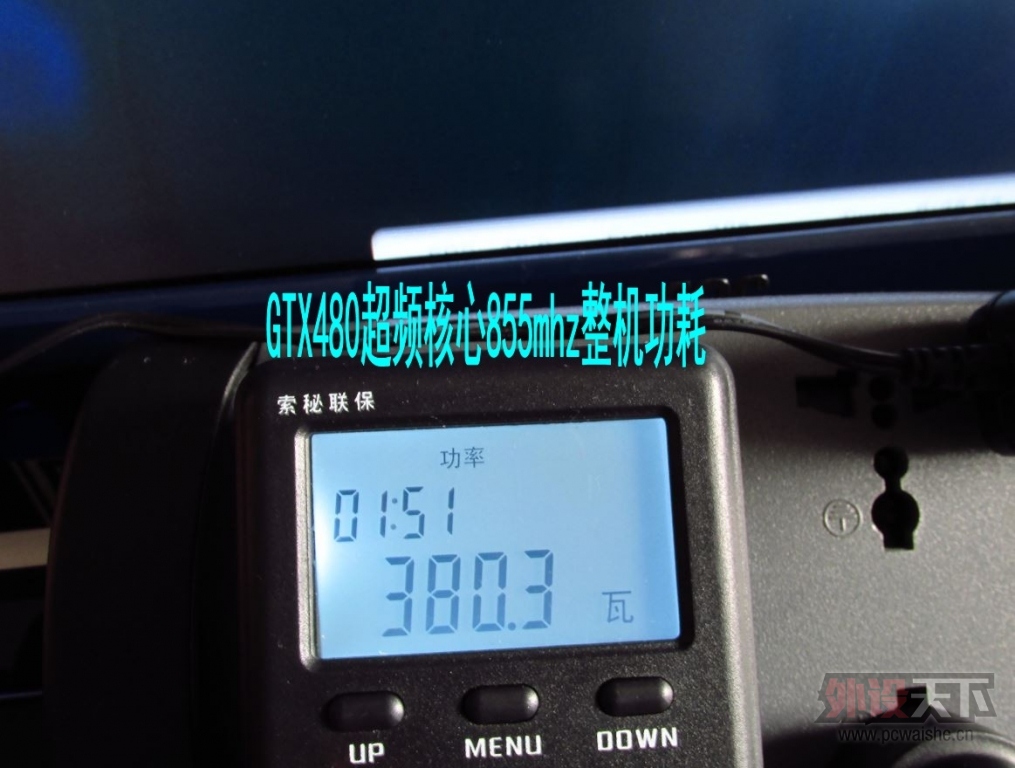 GTX480超频核心855mhz整机功耗
索秘联保
功率
01:51
380.3 瓦
UP MENU DOWN
外设天下
www.pcwaishe.cn